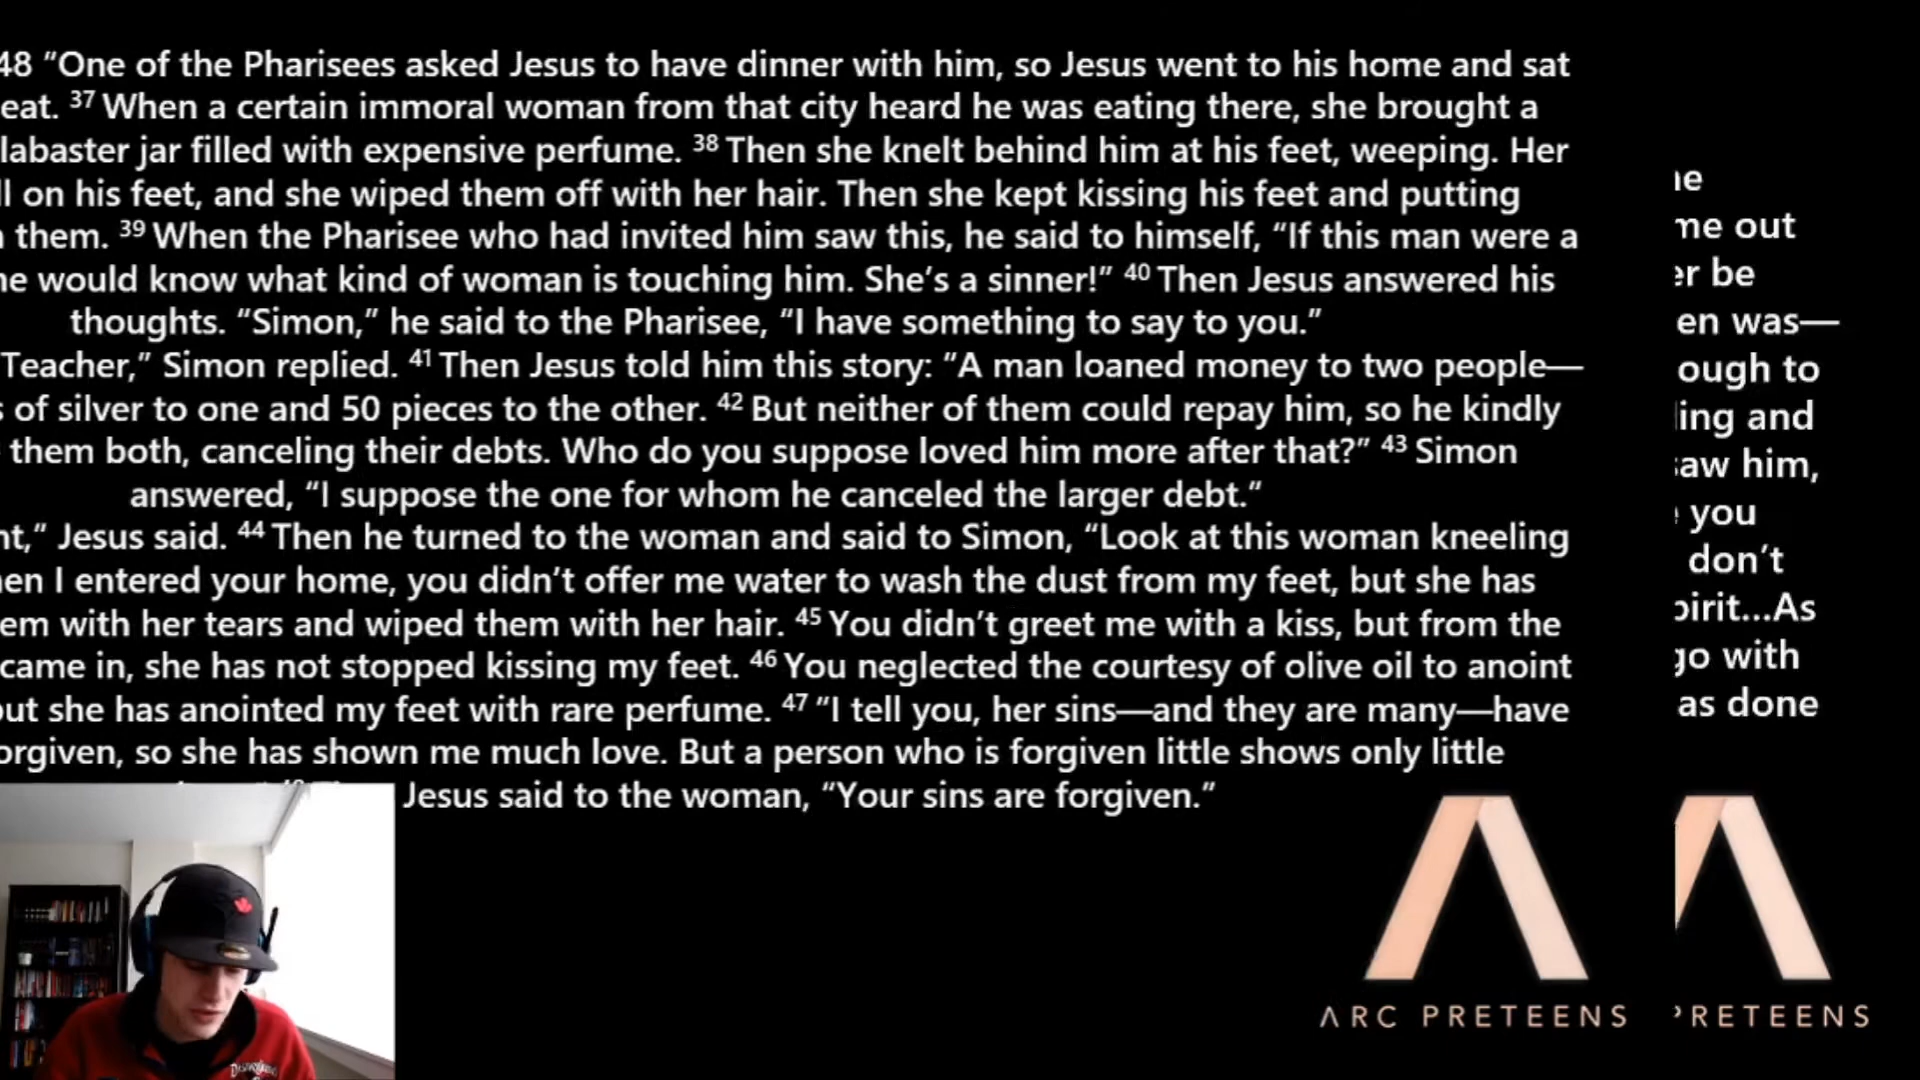 48 “One of the Pharisees asked Jesus to have dinner with him, so Jesus went to his home and sat
eat. 37 When a certain immoral woman from that city heard he was eating there, she brought a
labaster jar filled with expensive perfume. 38 Then she knelt behind him at his feet, weeping. Her
ll on his feet, and she wiped them off with her hair. Then she kept kissing his feet and putting
them. 39 When the Pharisee who had invited him saw this, he said to himself, “If this man were a
he would know what kind of woman is touching him. She’s a sinner!” 40 Then Jesus answered his
thoughts. “Simon,” he said to the Pharisee, “I have something to say to you.”
Teacher,” Simon replied. 41 Then Jesus told him this story: “A man loaned money to two people—
s of silver to one and 50 pieces to the other. 42 But neither of them could repay him, so he kindly
them both, canceling their debts. Who do you suppose loved him more after that?” 43 Simon
answered, “I suppose the one for whom he canceled the larger debt.”
ht,” Jesus said. 44 Then he turned to the woman and said to Simon, “Look at this woman kneeling
hen I entered your home, you didn’t offer me water to wash the dust from my feet, but she has
em with her tears and wiped them with her hair. 45 You didn’t greet me with a kiss, but from the
came in, she has not stopped kissing my feet. 46 You neglected the courtesy of olive oil to anoint
out she has anointed my feet with rare perfume. 47 “I tell you, her sins—and they are many—have
orgiven, so she has shown me much love. But a person who is forgiven little shows only little
Jesus said to the woman, “Your sins are forgiven.”
ne
me out
er be
en was—
ough to
ling and
saw him,
you
don’t
pirit...As
go with
as done
ARC PRETEENS
PRETEENS
Disneyland